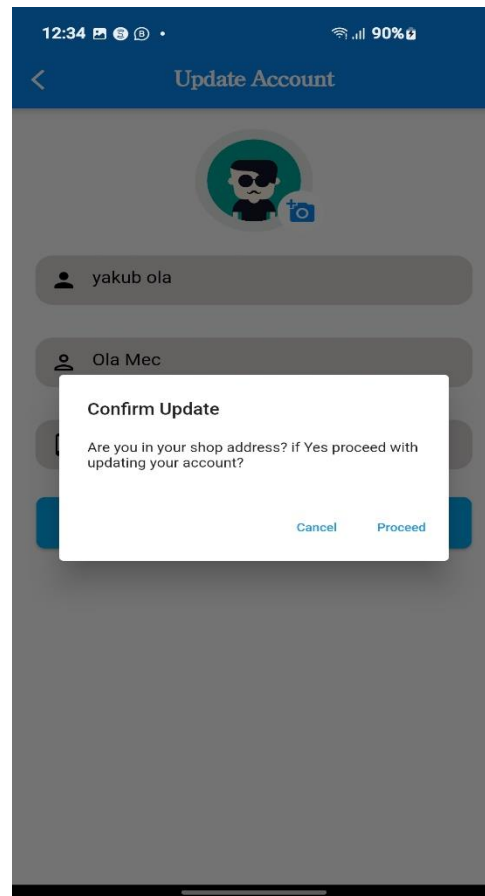 12:34
90%
Update Account
yakub ola
Ola Mec
Confirm Update
Are you in your shop address? if Yes proceed with
updating your account?
Cancel Proceed